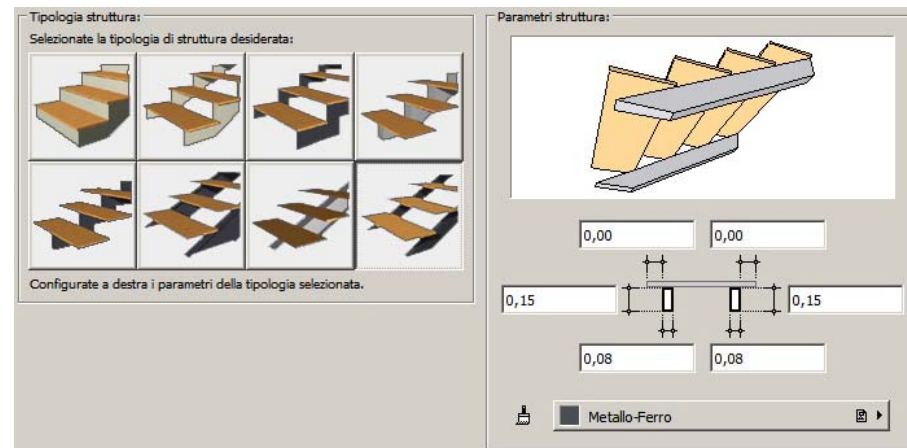 Tipologia struttura:
Selezionate la tipologia di struttura desiderata:
Configurate a destra i parametri della tipologia selezionata.
Parametri struttura:
0,00 0,00
0,15 0,15
0,08 0,08
Metallo-Ferro